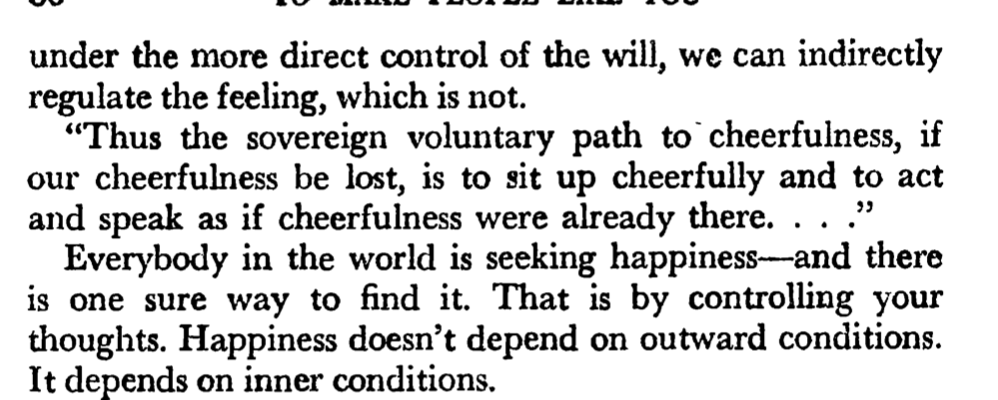 under the more direct control of the will, we can indirectly
regulate the feeling, which is not.
“Thus the sovereign voluntary path to cheerfulness, if
our cheerfulness be lost, is to sit up cheerfully and to act
and speak as if cheerfulness were already there. . . .”
Everybody in the world is seeking happiness—and there
is one sure way to find it. That is by controlling your
thoughts. Happiness doesn’t depend on outward conditions.
It depends on inner conditions.